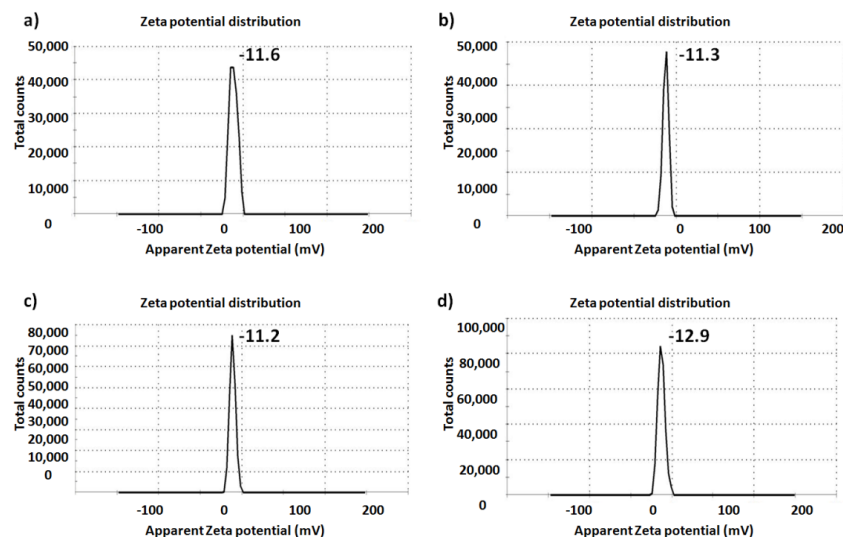 a)
Zeta potential distribution
-11.6
Total counts
50,000
40,000
30,000
20,000
10,000
0
-100 0 100 200
Apparent Zeta potential (mV)
b)
Zeta potential distribution
-11.3
Total counts
50,000
40,000
30,000
20,000
10,000
0
-100 0 100 200
Apparent Zeta potential (mV)
c)
Zeta potential distribution
-11.2
Total counts
80,000
70,000
60,000
50,000
40,000
30,000
20,000
10,000
0
-100 0 100 200
Apparent Zeta potential (mV)
d)
Zeta potential distribution
-12.9
Total counts
100,000
80,000
60,000
40,000
20,000
0
-100 0 100 200
Apparent Zeta potential (mV)